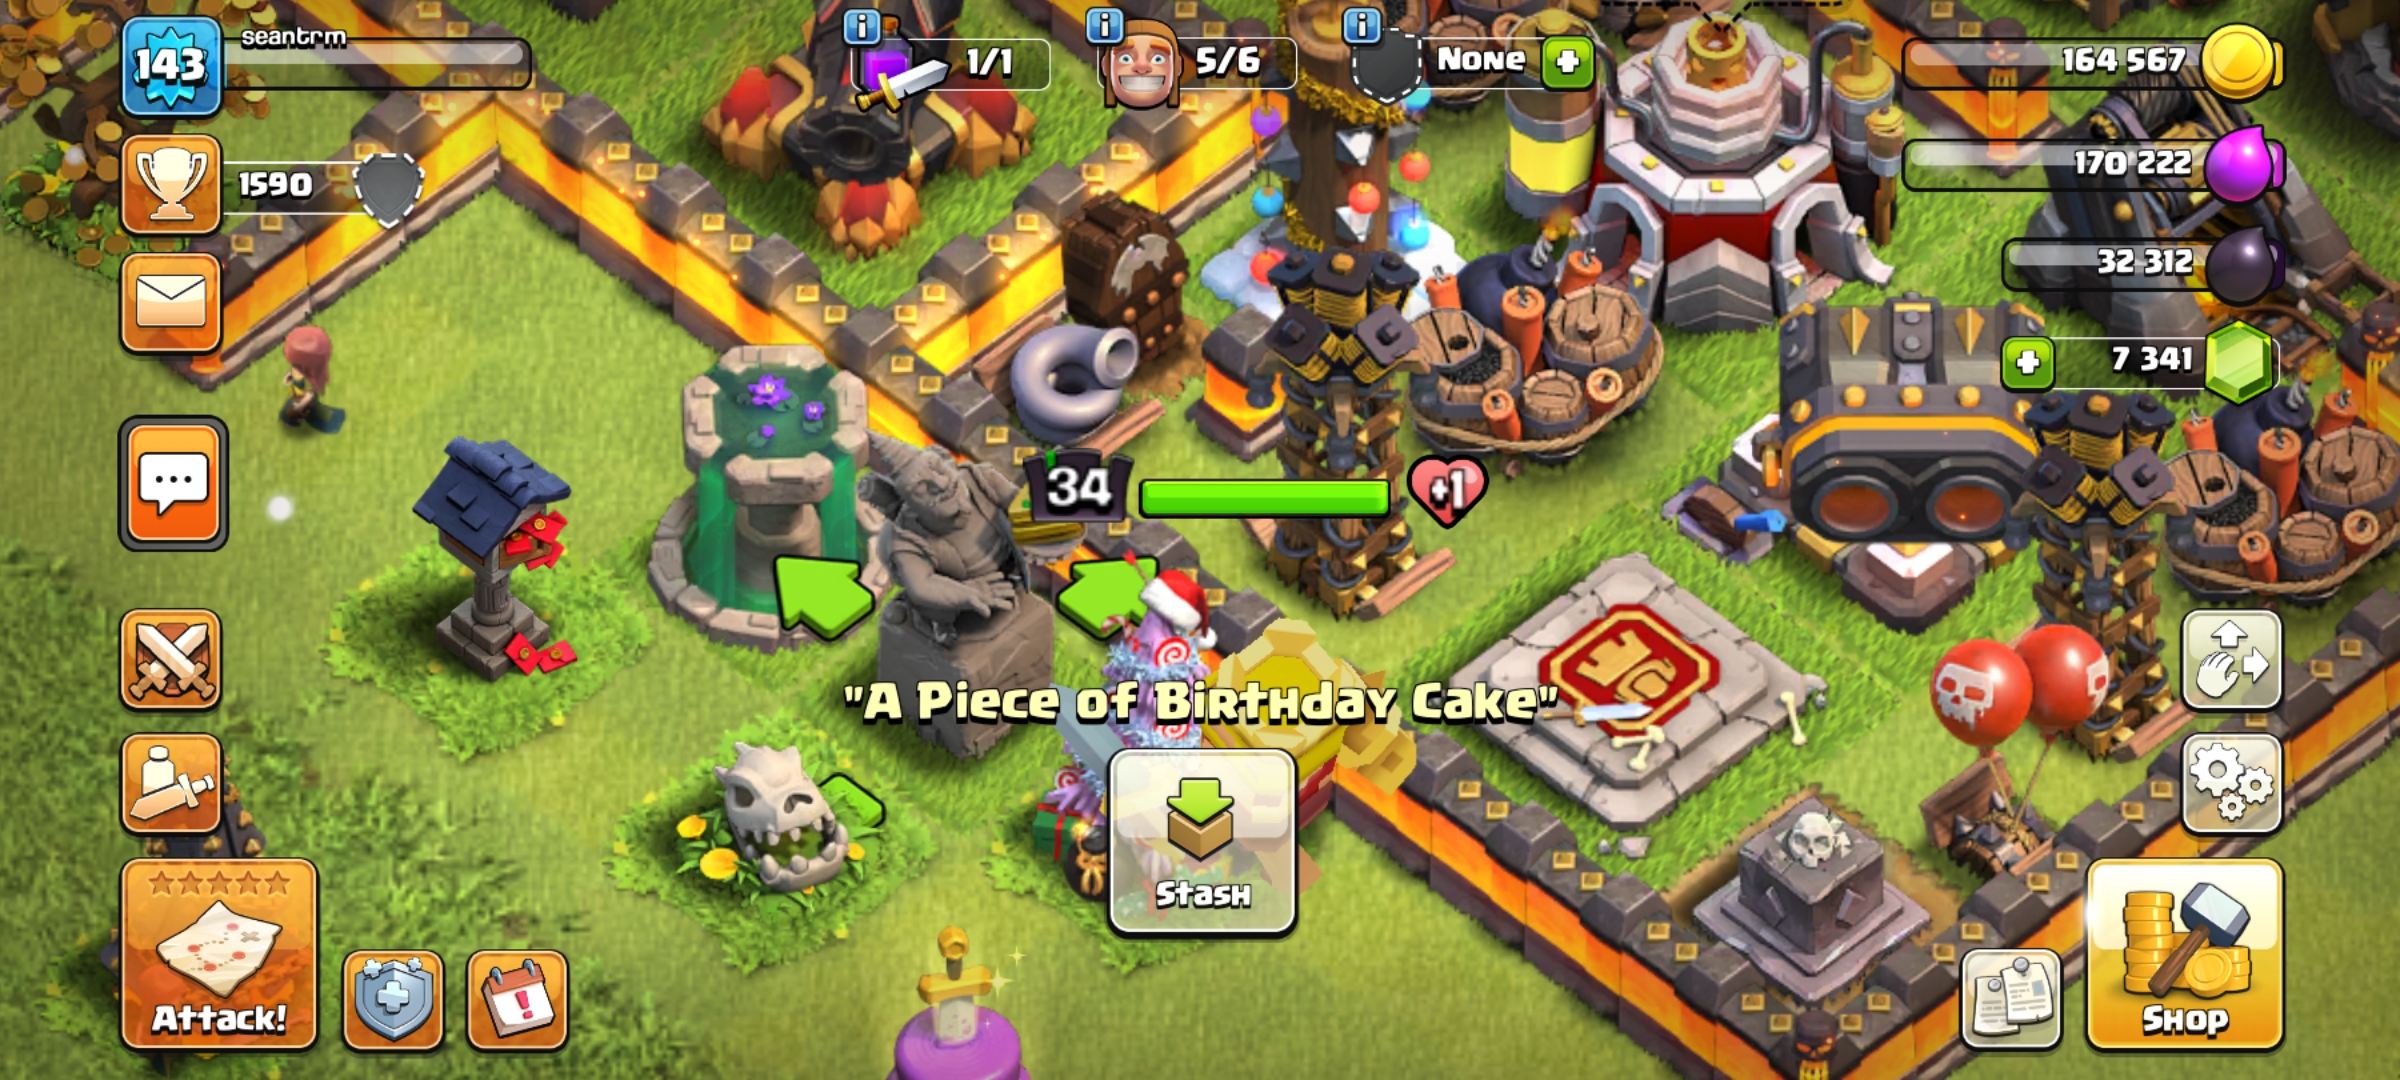 143
seantrm
1/1
5/6
None
164 567
1590
170 222
32 312
7 341
34
+1
"A Piece of Birthday Cake"
Stash
Attack!
Shop